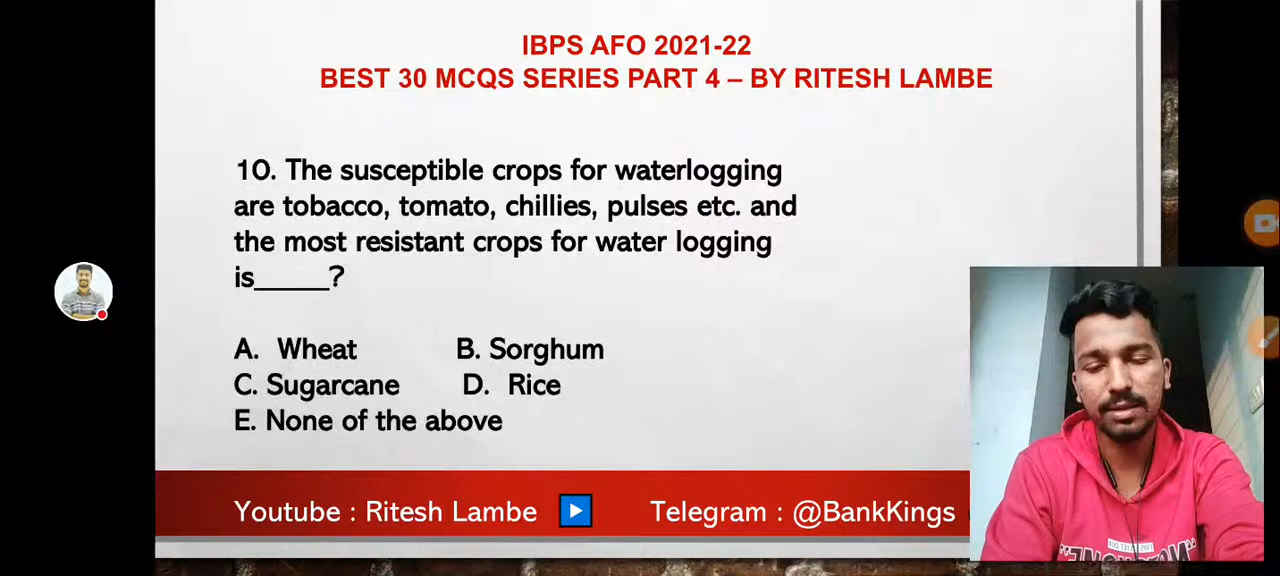 IBPS AFO 2021-22
BEST 30 MCQS SERIES PART 4 – BY RITESH LAMBE
10. The susceptible crops for waterlogging
are tobacco, tomato, chillies, pulses etc. and
the most resistant crops for water logging
is_____?
A. Wheat B. Sorghum
C. Sugarcane D. Rice
E. None of the above
Youtube : Ritesh Lambe Telegram : @BankKings